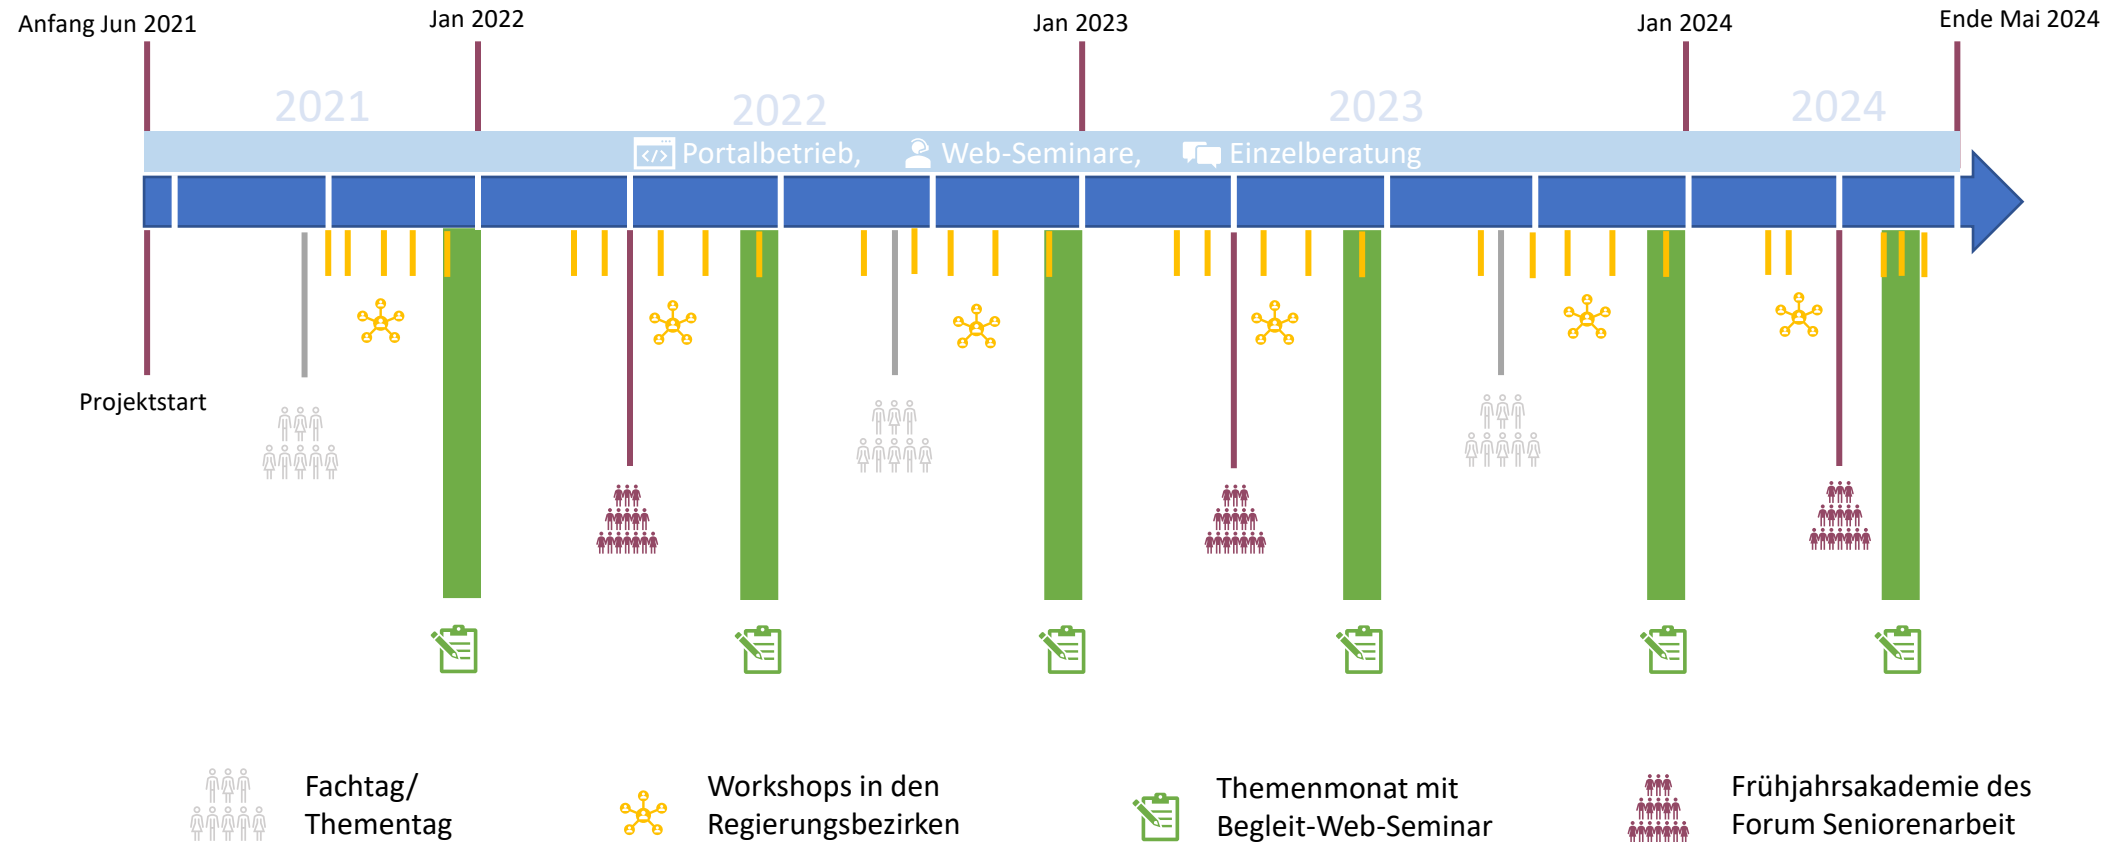 Anfang Jun 2021
Jan 2022
Jan 2023
Jan 2024
Ende Mai 2024
2021
2022
2023
2024
</> Portalbetrieb, Web-Seminare, Einzelberatung
Projektstart
Fachtag/
Thementag
Workshops in den
Regierungsbezirken
Themenmonat mit
Begleit-Web-Seminar
Frühjahrsakademie des
Forum Seniorenarbeit